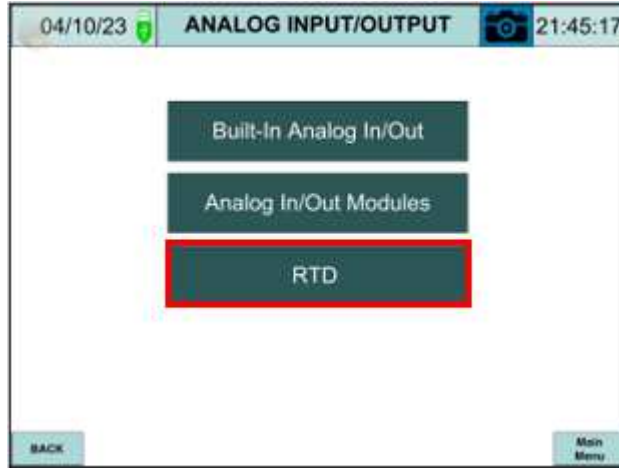 04/10/23 ANALOG INPUT/OUTPUT 21:45:17
Built-In Analog In/Out
Analog In/Out Modules
RTD
BACK
Main
Menu